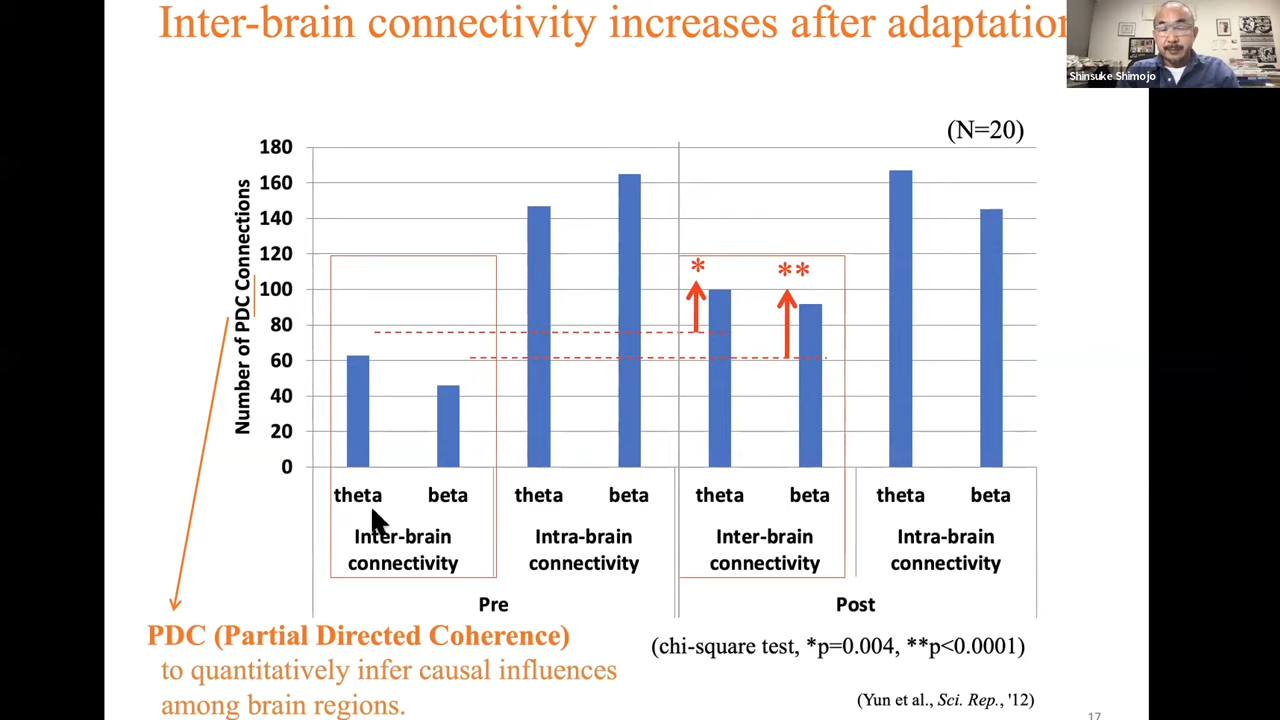 Inter-brain connectivity increases after adaptation
Shinsuke Shimojo
(N=20)
Number of PDC Connections
180
160
140
120
100
80
60
40
20
0
* **
theta beta theta beta theta beta theta beta
Inter-brain connectivity Intra-brain connectivity Inter-brain connectivity Intra-brain connectivity
Pre Post
PDC (Partial Directed Coherence)
to quantitatively infer causal influences
among brain regions.
(chi-square test, *p=0.004, **p<0.0001)
(Yun et al., Sci. Rep., '12)
17